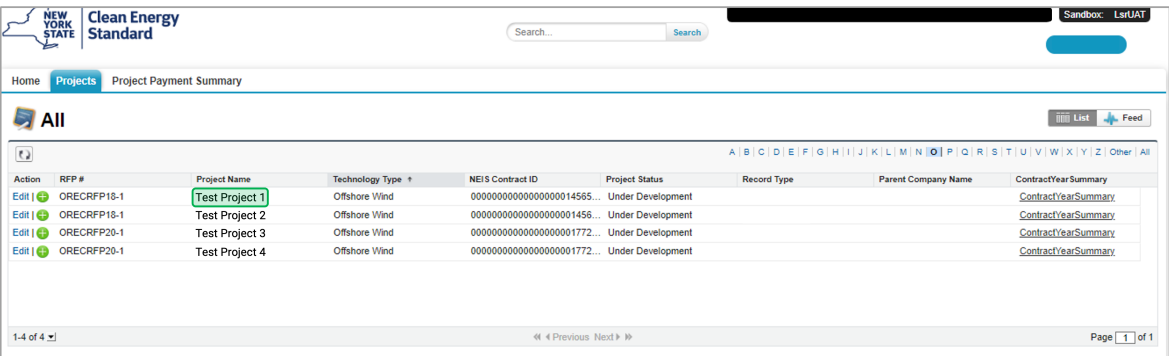 NEW YORK STATE Clean Energy Standard
Search... Search
Sandbox: LsrUAT
Home Projects Project Payment Summary
All
List Feed
A | B | C | D | E | F | G | H | I | J | K | L | M | N | O | P | Q | R | S | T | U | V | W | X | Y | Z | Other | All
Action RFP # Project Name Technology Type ↑ NEIS Contract ID Project Status Record Type Parent Company Name ContractYearSummary
Edit | ORECRFP18-1 Test Project 1 Offshore Wind 00000000000000000014565... Under Development ContractYearSummary
Edit | ORECRFP18-1 Test Project 2 Offshore Wind 0000000000000000001456... Under Development ContractYearSummary
Edit | ORECRFP20-1 Test Project 3 Offshore Wind 0000000000000000001772... Under Development ContractYearSummary
Edit | ORECRFP20-1 Test Project 4 Offshore Wind 0000000000000000001772... Under Development ContractYearSummary
1-4 of 4 Previous Next Page 1 of 1